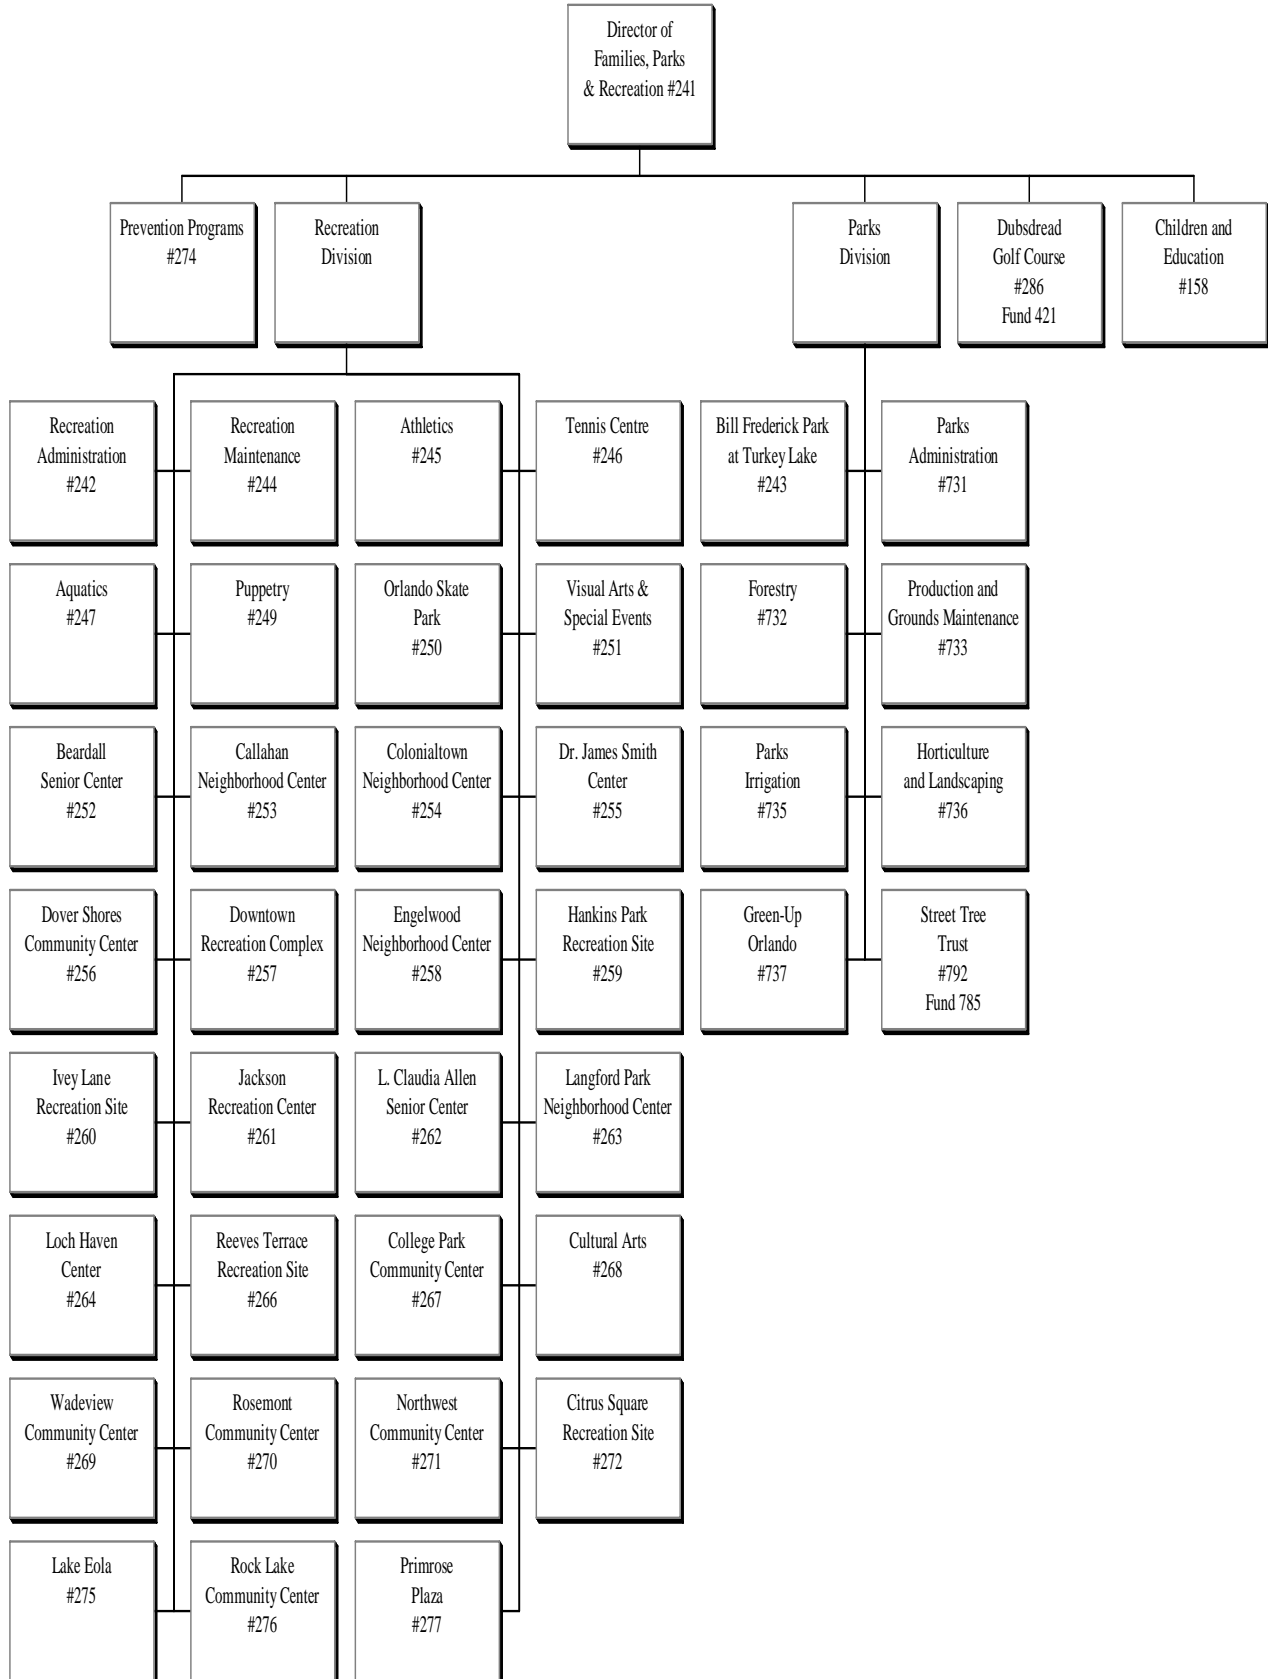 Director of
Families, Parks
& Recreation #241
Prevention Programs
#274
Recreation
Division
Parks
Division
Dubsdread
Golf Course
#286
Fund 421
Children and
Education
#158
Recreation
Administration
#242
Recreation
Maintenance
#244
Athletics
#245
Tennis Centre
#246
Bill Frederick Park
at Turkey Lake
#243
Parks
Administration
#731
Aquatics
#247
Puppetry
#249
Orlando Skate
Park
#250
Visual Arts &
Special Events
#251
Forestry
#732
Production and
Grounds Maintenance
#733
Beardall
Senior Center
#252
Callahan
Neighborhood Center
#253
Colonialtown
Neighborhood Center
#254
Dr. James Smith
Center
#255
Parks
Irrigation
#735
Horticulture
and Landscaping
#736
Dover Shores
Community Center
#256
Downtown
Recreation Complex
#257
Engelwood
Neighborhood Center
#258
Hankins Park
Recreation Site
#259
Green-Up
Orlando
#737
Street Tree
Trust
#792
Fund 785
Ivey Lane
Recreation Site
#260
Jackson
Recreation Center
#261
L. Claudia Allen
Senior Center
#262
Langford Park
Neighborhood Center
#263
Loch Haven
Center
#264
Reeves Terrace
Recreation Site
#266
College Park
Community Center
#267
Cultural Arts
#268
Wadeview
Community Center
#269
Rosemont
Community Center
#270
Northwest
Community Center
#271
Citrus Square
Recreation Site
#272
Lake Eola
#275
Rock Lake
Community Center
#276
Primrose
Plaza
#277